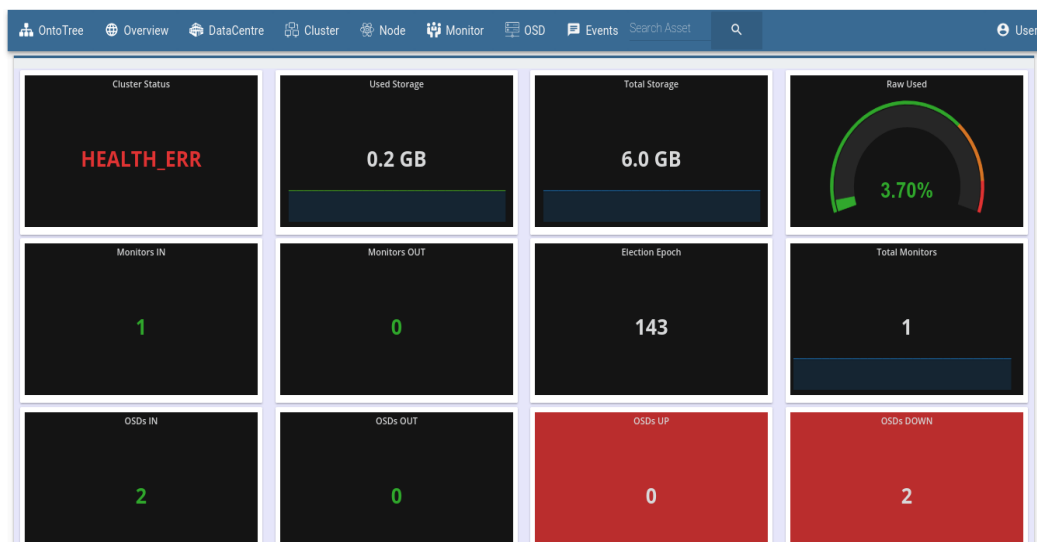 OntoTree Overview DataCentre Cluster Node Monitor OSD Events Search Asset User
Cluster Status
HEALTH_ERR
Used Storage
0.2 GB
Total Storage
6.0 GB
Raw Used
3.70%
Monitors IN
1
Monitors OUT
0
Election Epoch
143
Total Monitors
1
OSDs IN
2
OSDs OUT
0
OSDs UP
0
OSDs DOWN
2